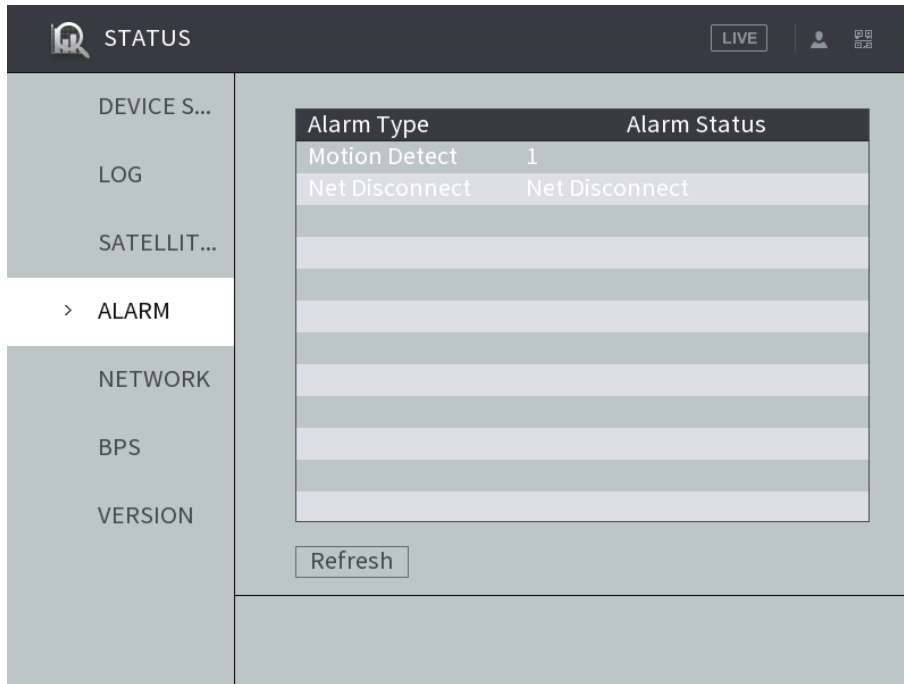 STATUS
LIVE
DEVICE S...
LOG
SATELLIT...
ALARM
NETWORK
BPS
VERSION
Alarm Type Alarm Status
Motion Detect 1
Net Disconnect Net Disconnect
Refresh